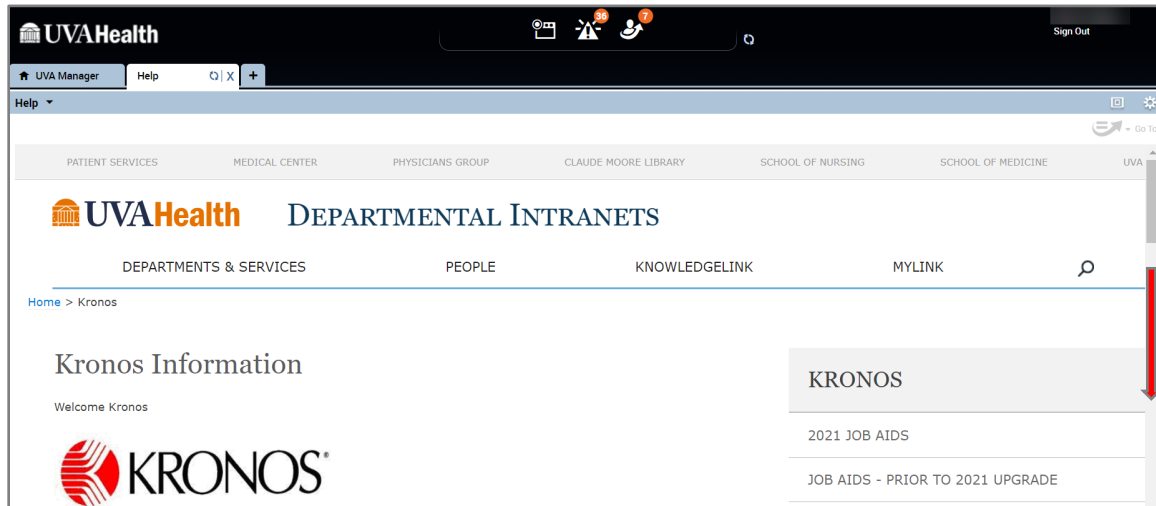 UVAHealth
36
7
Sign Out
UVA Manager
Help
X
+
Help
Go To
PATIENT SERVICES
MEDICAL CENTER
PHYSICIANS GROUP
CLAUDE MOORE LIBRARY
SCHOOL OF NURSING
SCHOOL OF MEDICINE
UVA
UVAHealth
DEPARTMENTAL INTRANETS
DEPARTMENTS & SERVICES
PEOPLE
KNOWLEDGELINK
MYLINK
Home > Kronos
Kronos Information
Welcome Kronos
KRONOS®
KRONOS
2021 JOB AIDS
JOB AIDS - PRIOR TO 2021 UPGRADE